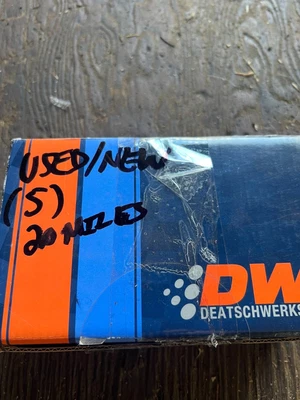 USED/NEW
(5)
20 MILES
DW
DEATSCHWERKS